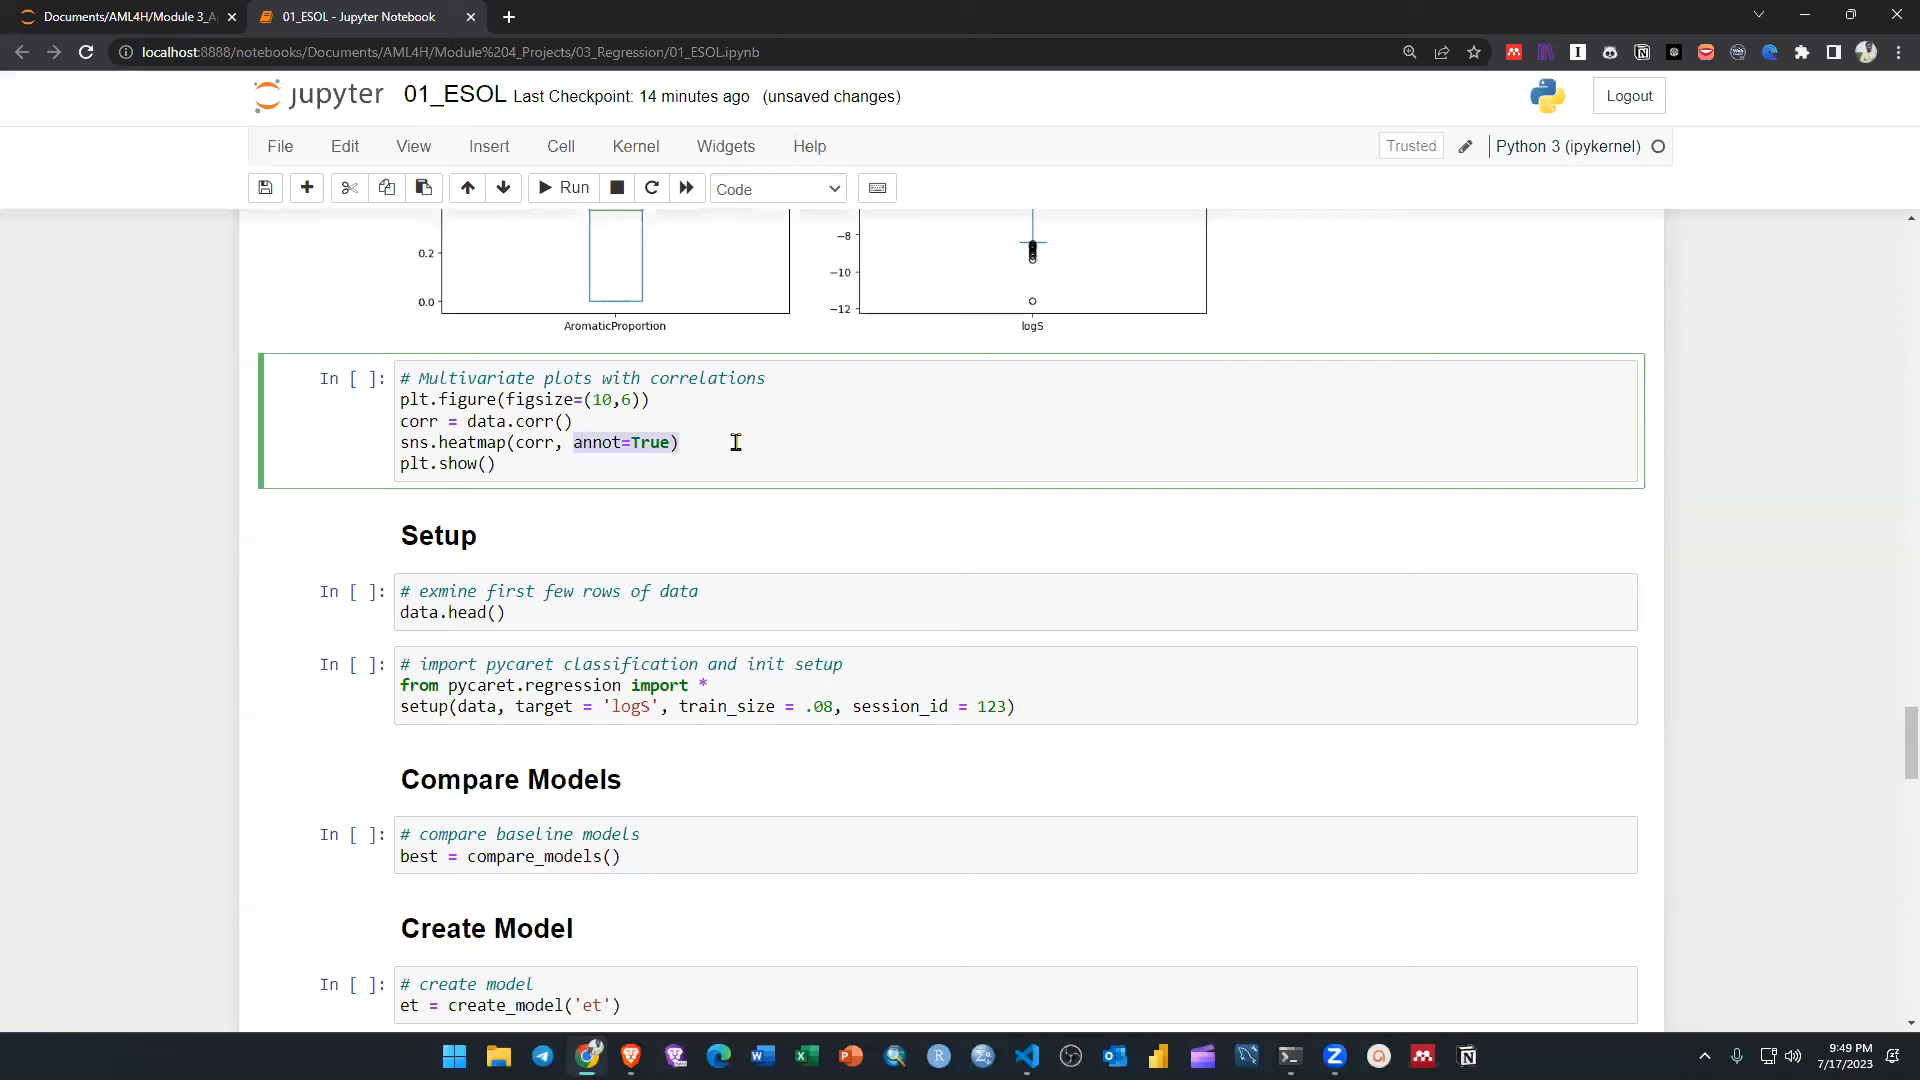 Documents/AML4H/Module 3_A
01_ESOL - Jupyter Notebook
localhost:8888/notebooks/Documents/AML4H/Module%204_Projects/03_Regression/01_ESOL.ipynb
jupyter 01_ESOL Last Checkpoint: 14 minutes ago (unsaved changes)
Logout
File Edit View Insert Cell Kernel Widgets Help
Trusted
Python 3 (ipykernel)
Run
Code
0.2
0.0
AromaticProportion
−8
−10
−12
logS
In [ ]: # Multivariate plots with correlations
plt.figure(figsize=(10,6))
corr = data.corr()
sns.heatmap(corr, annot=True)
plt.show()
Setup
In [ ]: # exmine first few rows of data
data.head()
In [ ]: # import pycaret classification and init setup
from pycaret.regression import *
setup(data, target = 'logS', train_size = .08, session_id = 123)
Compare Models
In [ ]: # compare baseline models
best = compare_models()
Create Model
In [ ]: # create model
et = create_model('et')
9:49 PM
7/17/2023